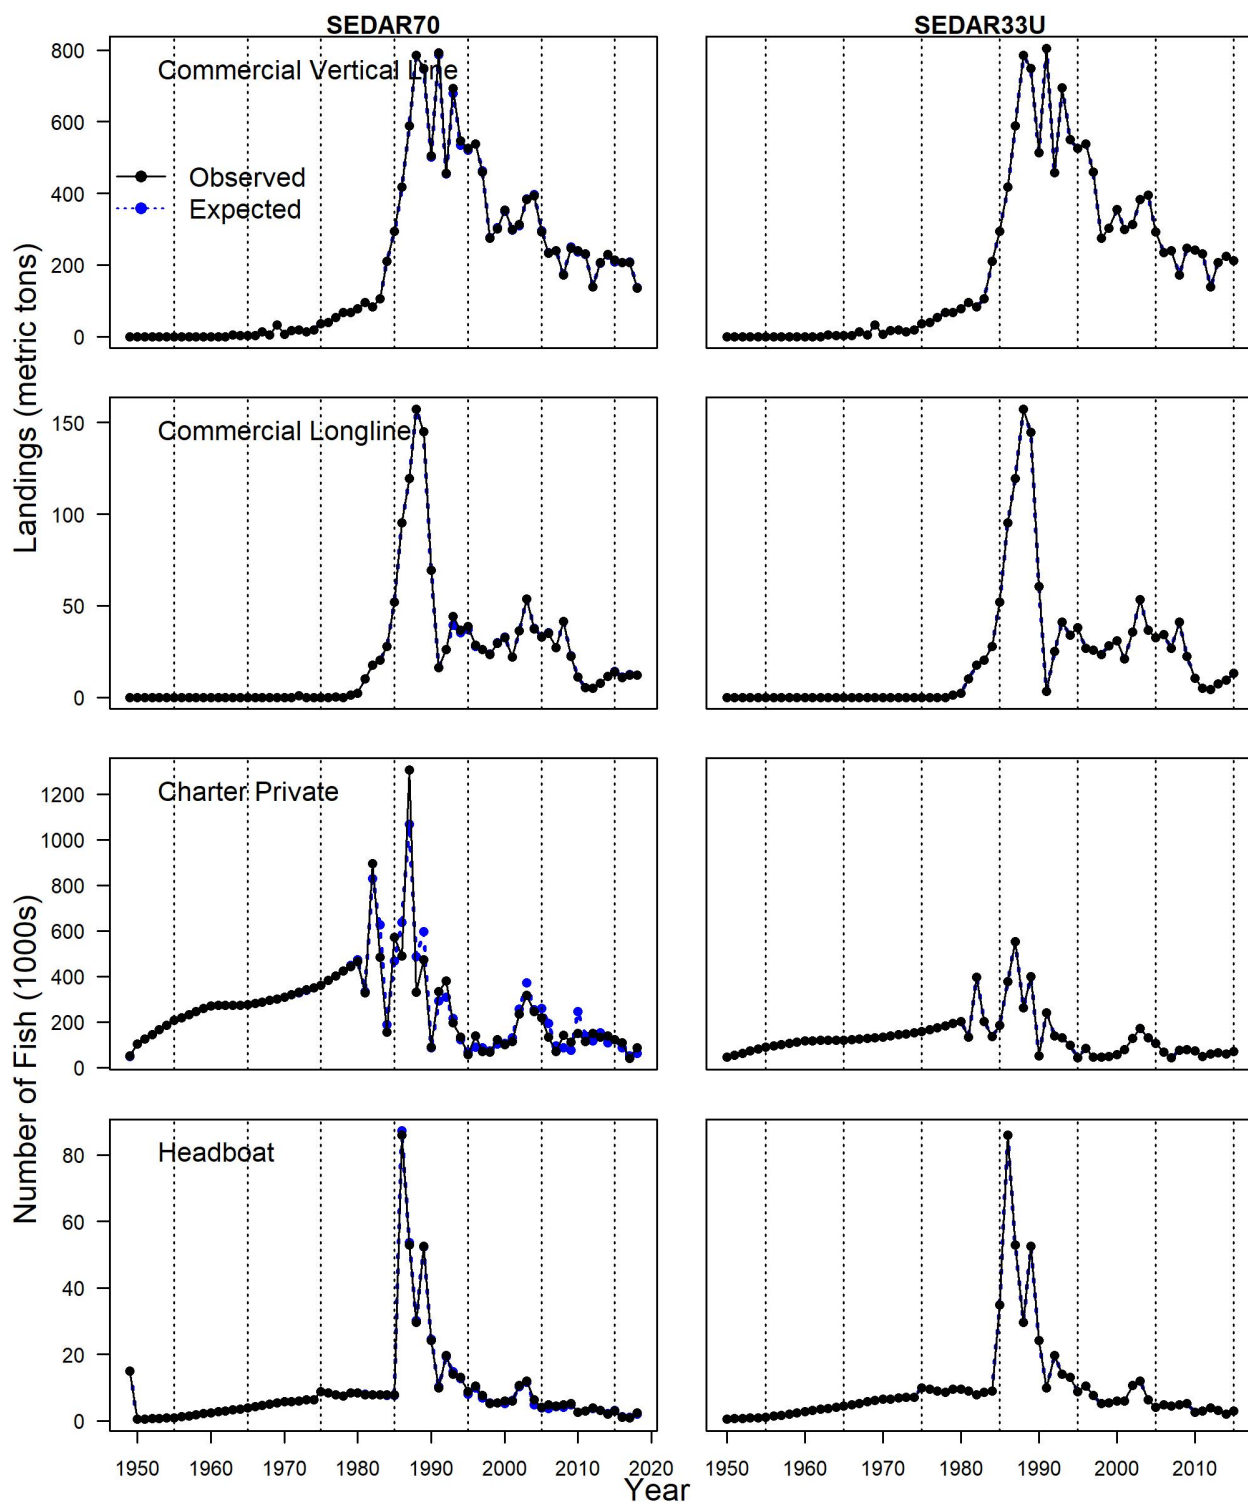 SEDAR70
SEDAR33U
Landings (metric tons)
Number of Fish (1000s)
Commercial Vertical Line
Observed
Expected
800
600
400
200
0
Commercial Longline
150
100
50
0
Charter Private
1200
1000
800
600
400
200
0
Headboat
80
60
40
20
0
1950 1960 1970 1980 1990 2000 2010 2020
1950 1960 1970 1980 1990 2000 2010
Year